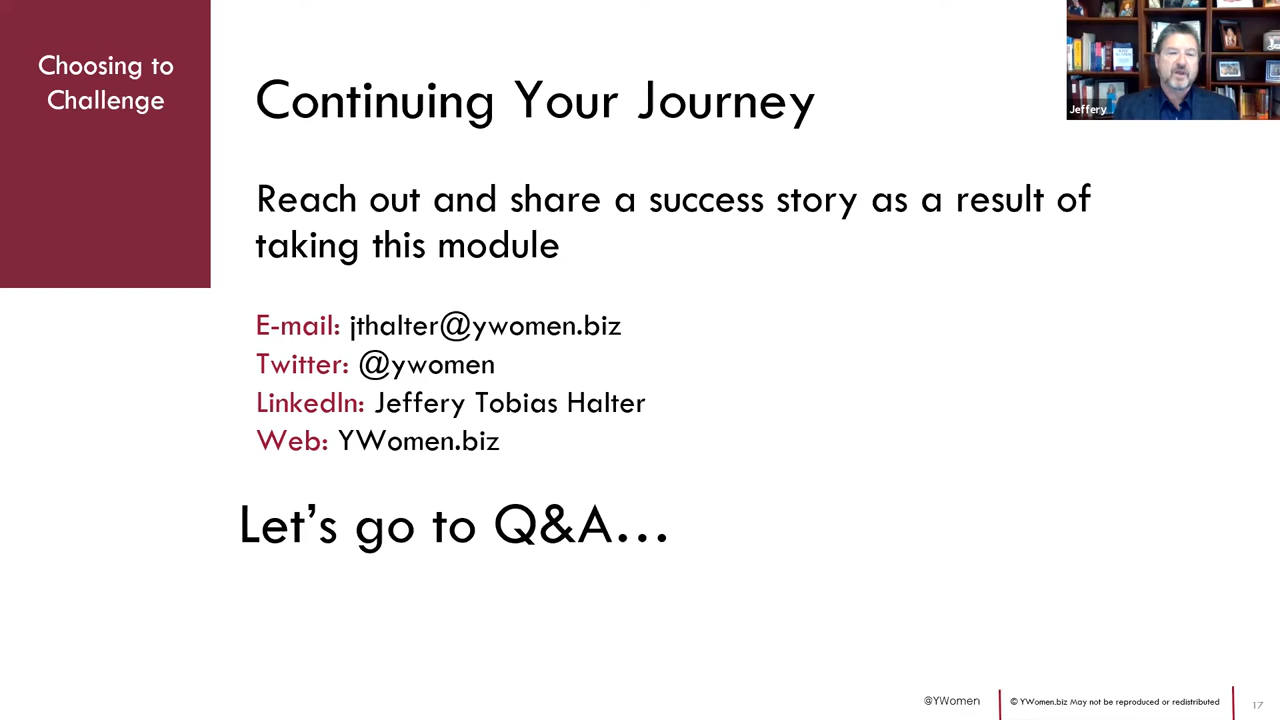 Choosing to
Challenge
Continuing Your Journey
Jeffery
Reach out and share a success story as a result of
taking this module
E-mail: jthalter@ywomen.biz
Twitter: @ywomen
LinkedIn: Jeffery Tobias Halter
Web: YWomen.biz
Let’s go to Q&A…
@YWomen
© YWomen.biz May not be reproduced or redistributed
17